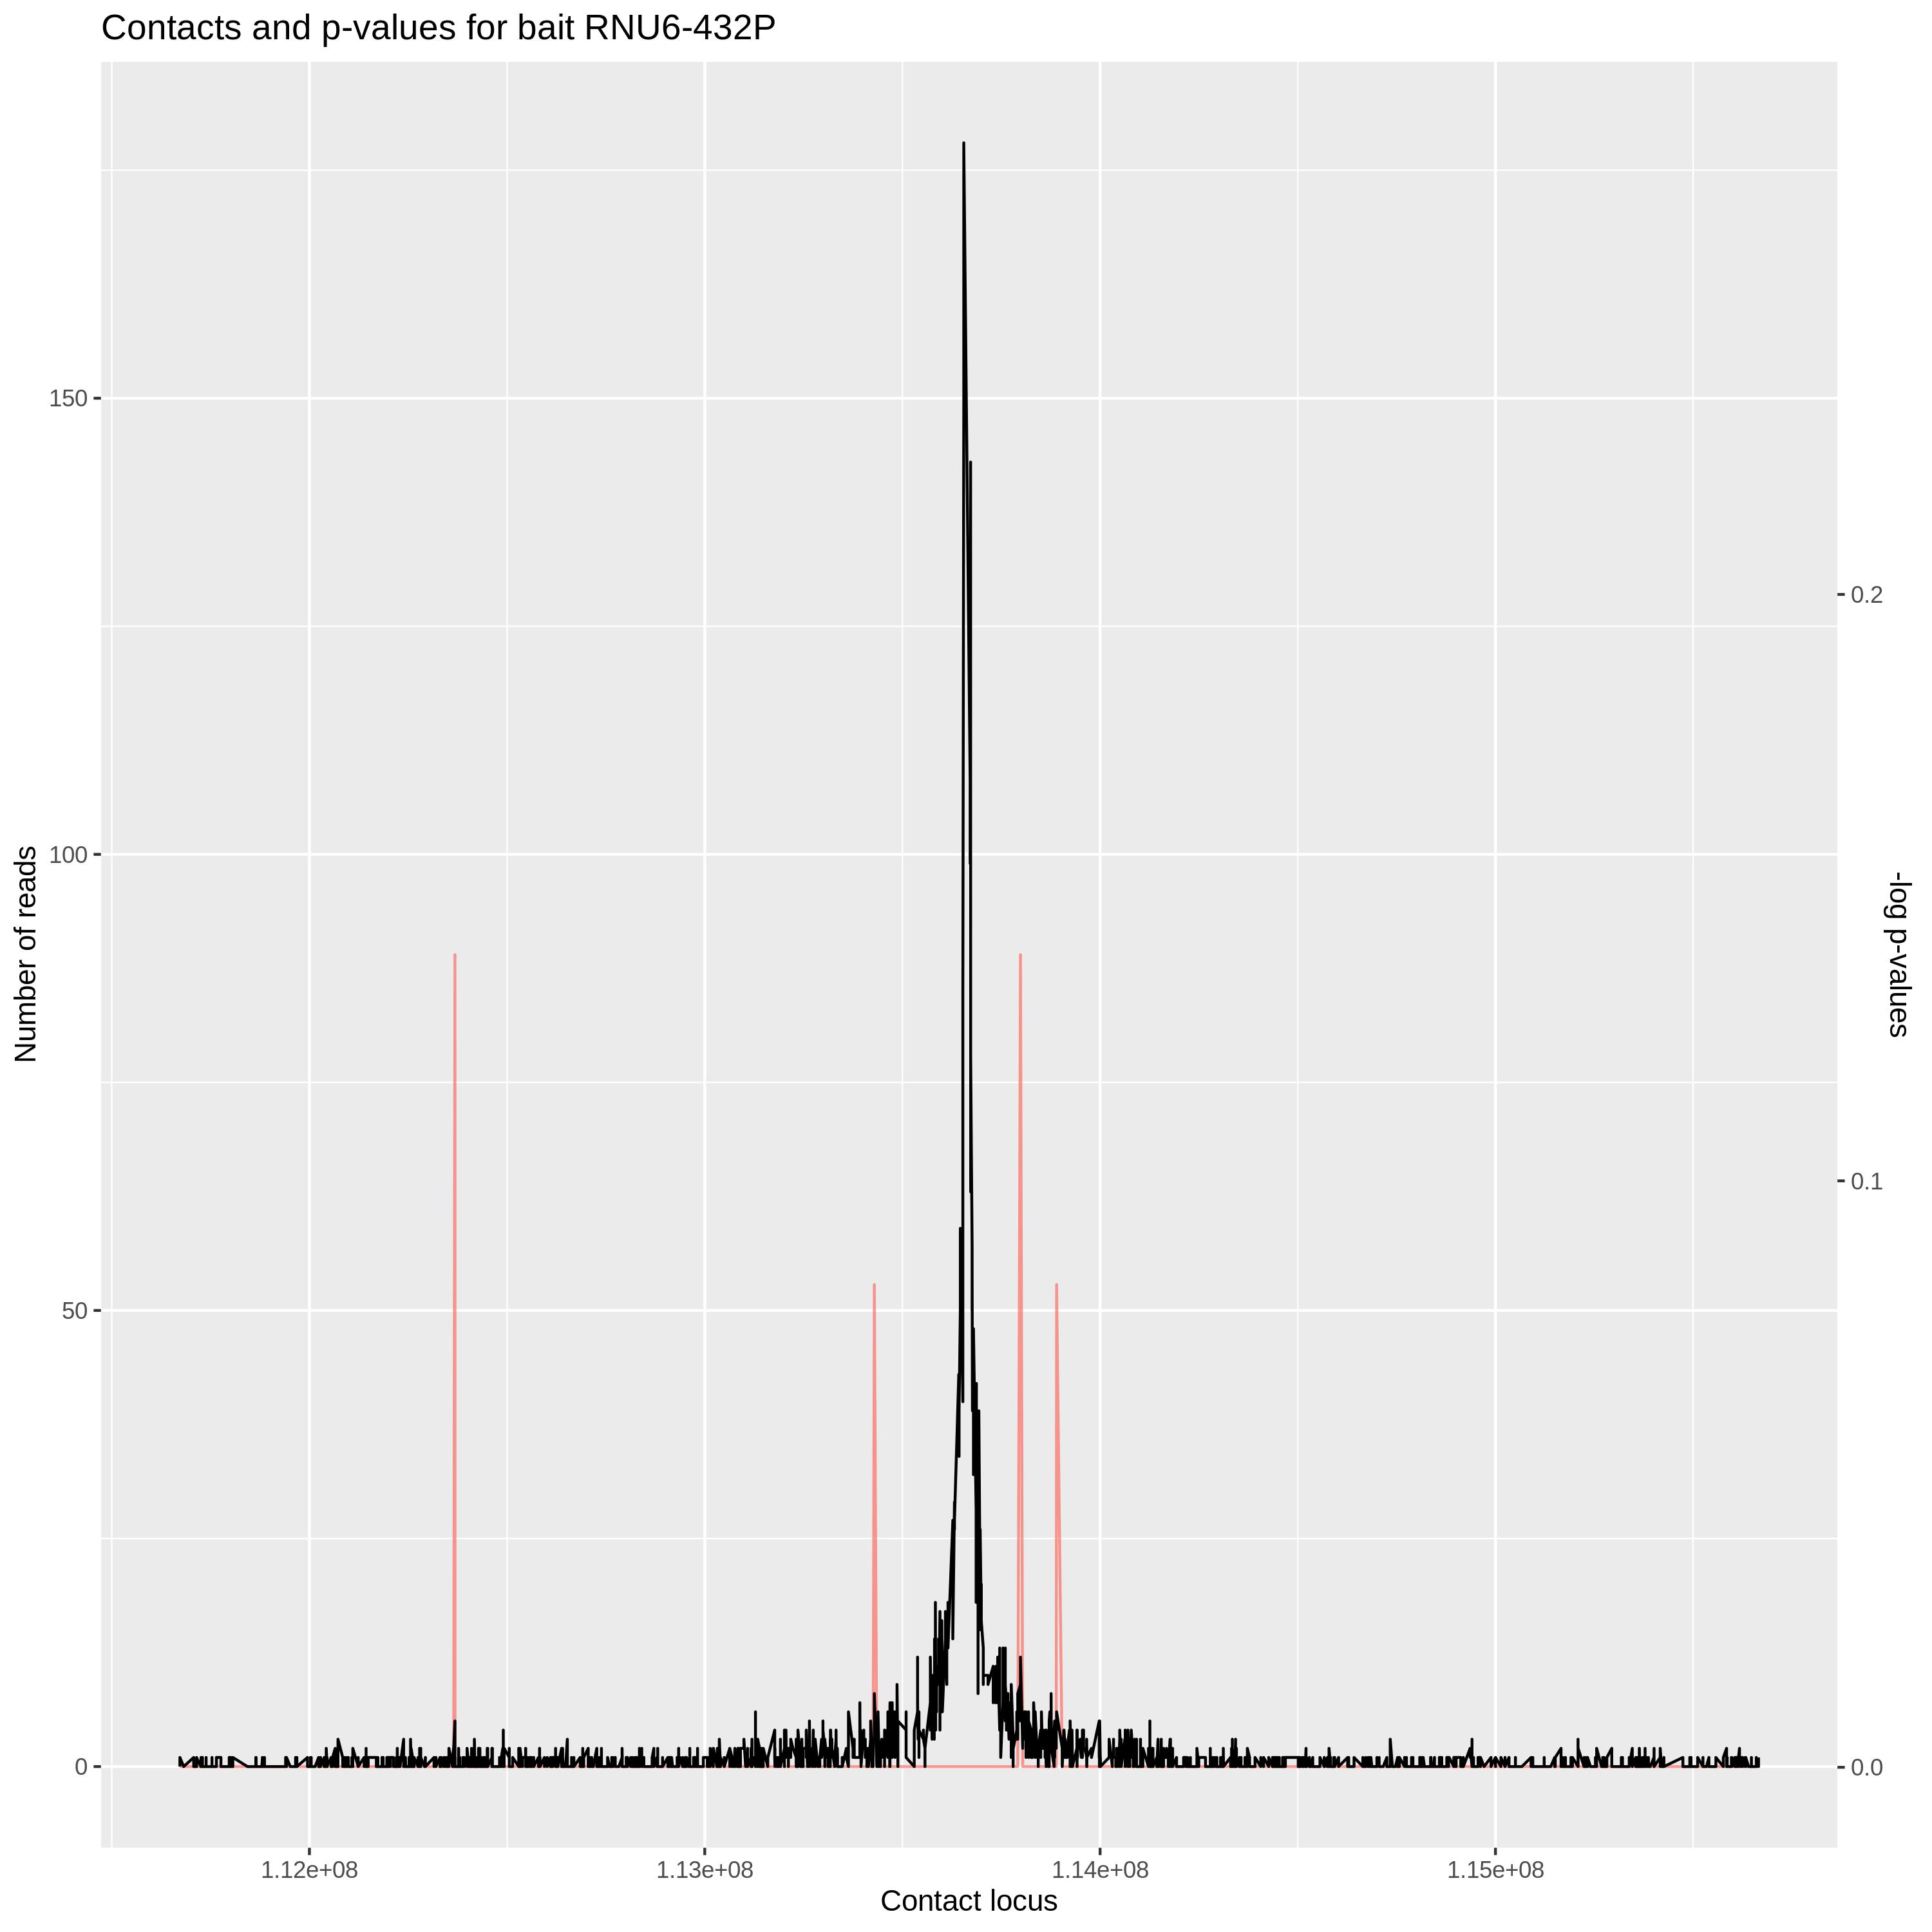 Contacts and p-values for bait RNU6-432P
150
100
50
0
Number of reads
0.2
0.1
0.0
-log p-values
1.12e+08
1.13e+08
1.14e+08
1.15e+08
Contact locus